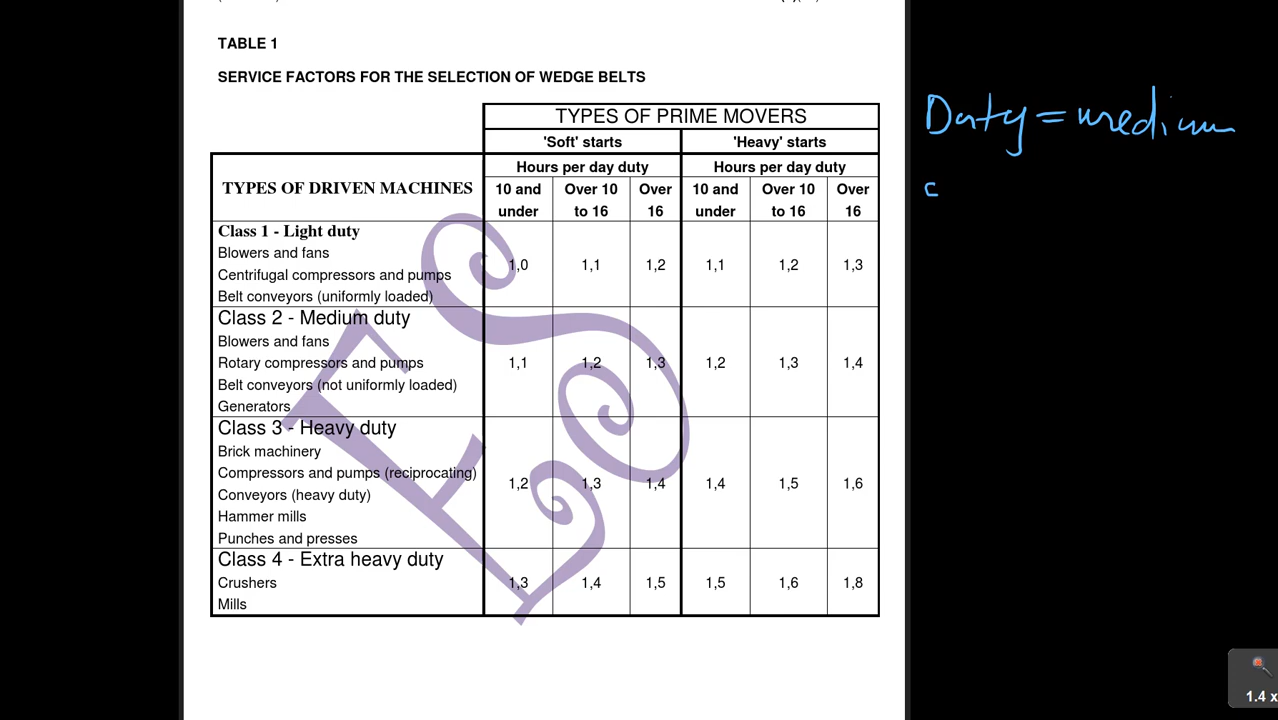 TABLE 1
SERVICE FACTORS FOR THE SELECTION OF WEDGE BELTS
TYPES OF PRIME MOVERS
'Soft' starts 'Heavy' starts
Hours per day duty Hours per day duty
TYPES OF DRIVEN MACHINES 10 and under Over 10 to 16 Over 16 10 and under Over 10 to 16 Over 16
Class 1 - Light duty
Blowers and fans
Centrifugal compressors and pumps
Belt conveyors (uniformly loaded)
1,0 1,1 1,2 1,1 1,2 1,3
Class 2 - Medium duty
Blowers and fans
Rotary compressors and pumps
Belt conveyors (not uniformly loaded)
Generators
1,1 1,2 1,3 1,2 1,3 1,4
Class 3 - Heavy duty
Brick machinery
Compressors and pumps (reciprocating)
Conveyors (heavy duty)
Hammer mills
Punches and presses
1,2 1,3 1,4 1,4 1,5 1,6
Class 4 - Extra heavy duty
Crushers
Mills
1,3 1,4 1,5 1,5 1,6 1,8
Duty = medium
1.4 x